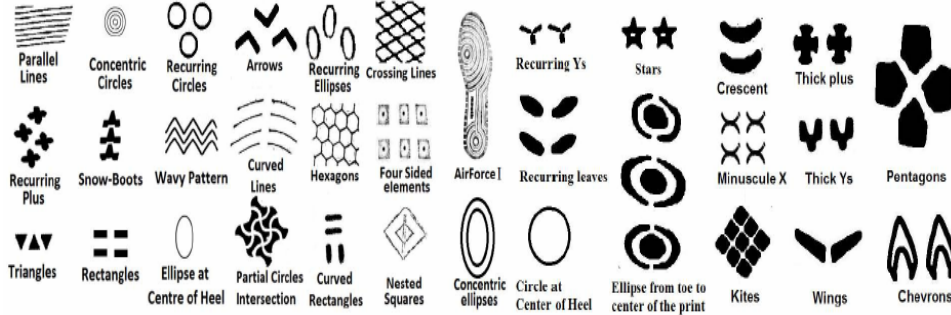 Parallel
Lines
Concentric
Circles
Recurring
Circles
Arrows
Recurring
Ellipses
Crossing Lines
Recurring Ys
Stars
Crescent
Thick plus
Recurring
Plus
Snow-Boots
Wavy Pattern
Curved
Lines
Hexagons
Four Sided
elements
AirForce I
Recurring leaves
Minuscule X
Thick Ys
Pentagons
Triangles
Rectangles
Ellipse at
Centre of Heel
Partial Circles
Intersection
Curved
Rectangles
Nested
Squares
Concentric
ellipses
Circle at
Center of Heel
Ellipse from toe to
center of the print
Kites
Wings
Chevrons